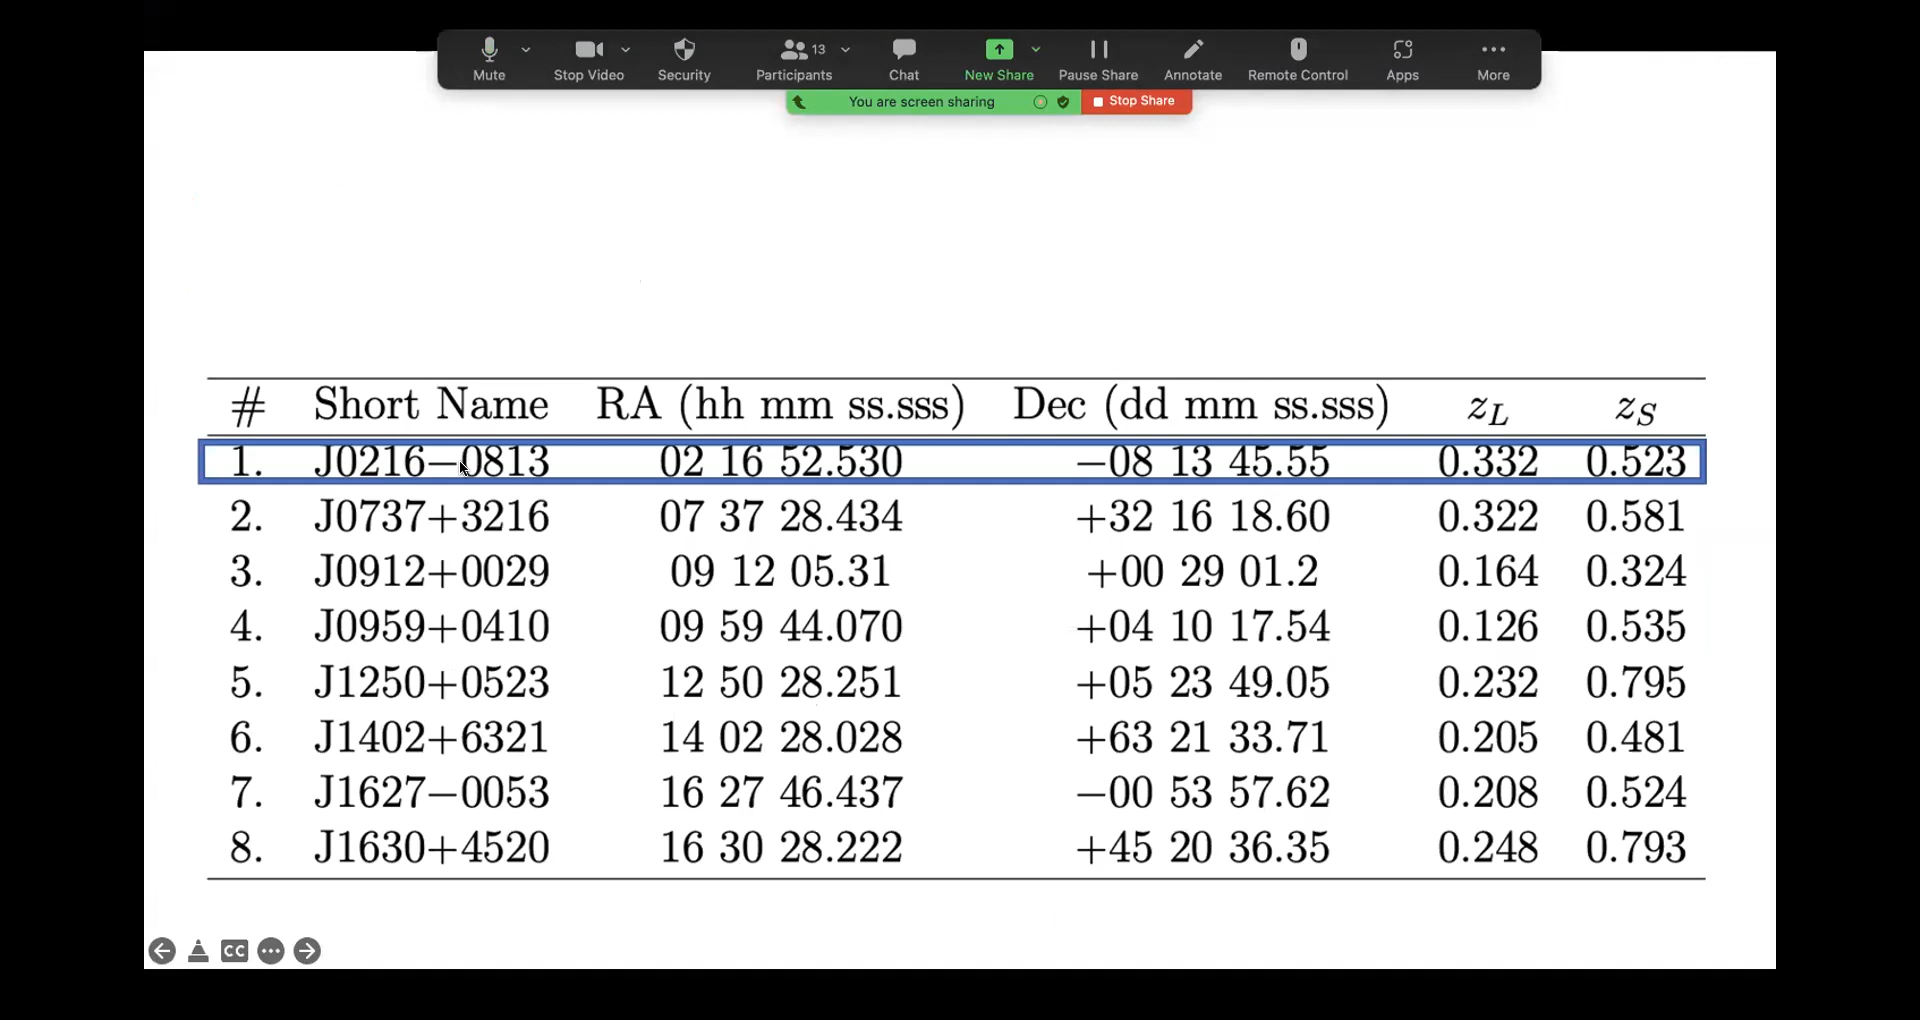 Mute Stop Video Security Participants 13 Chat New Share Pause Share Annotate Remote Control Apps More
You are screen sharing Stop Share
# Short Name RA (hh mm ss.sss) Dec (dd mm ss.sss) z_L z_S
1. J0216−0813 02 16 52.530 −08 13 45.55 0.332 0.523
2. J0737+3216 07 37 28.434 +32 16 18.60 0.322 0.581
3. J0912+0029 09 12 05.31 +00 29 01.2 0.164 0.324
4. J0959+0410 09 59 44.070 +04 10 17.54 0.126 0.535
5. J1250+0523 12 50 28.251 +05 23 49.05 0.232 0.795
6. J1402+6321 14 02 28.028 +63 21 33.71 0.205 0.481
7. J1627−0053 16 27 46.437 −00 53 57.62 0.208 0.524
8. J1630+4520 16 30 28.222 +45 20 36.35 0.248 0.793
CC